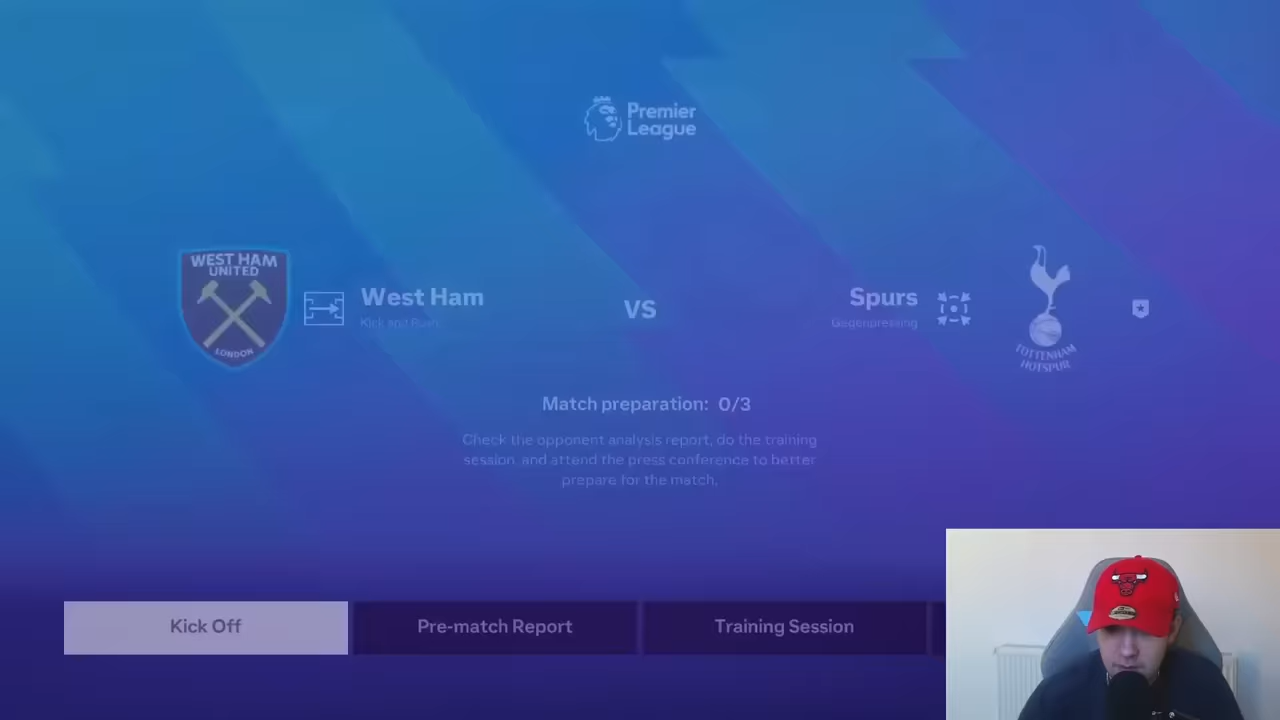 Premier
League
WEST HAM
UNITED
LONDON
West Ham
Kick and Rush
VS
Spurs
Gegenpressing
TOTTENHAM
HOTSPUR
Match preparation: 0/3
Check the opponent analysis report, do the training
session, and attend the press conference to better
prepare for the match.
Kick Off
Pre-match Report
Training Session